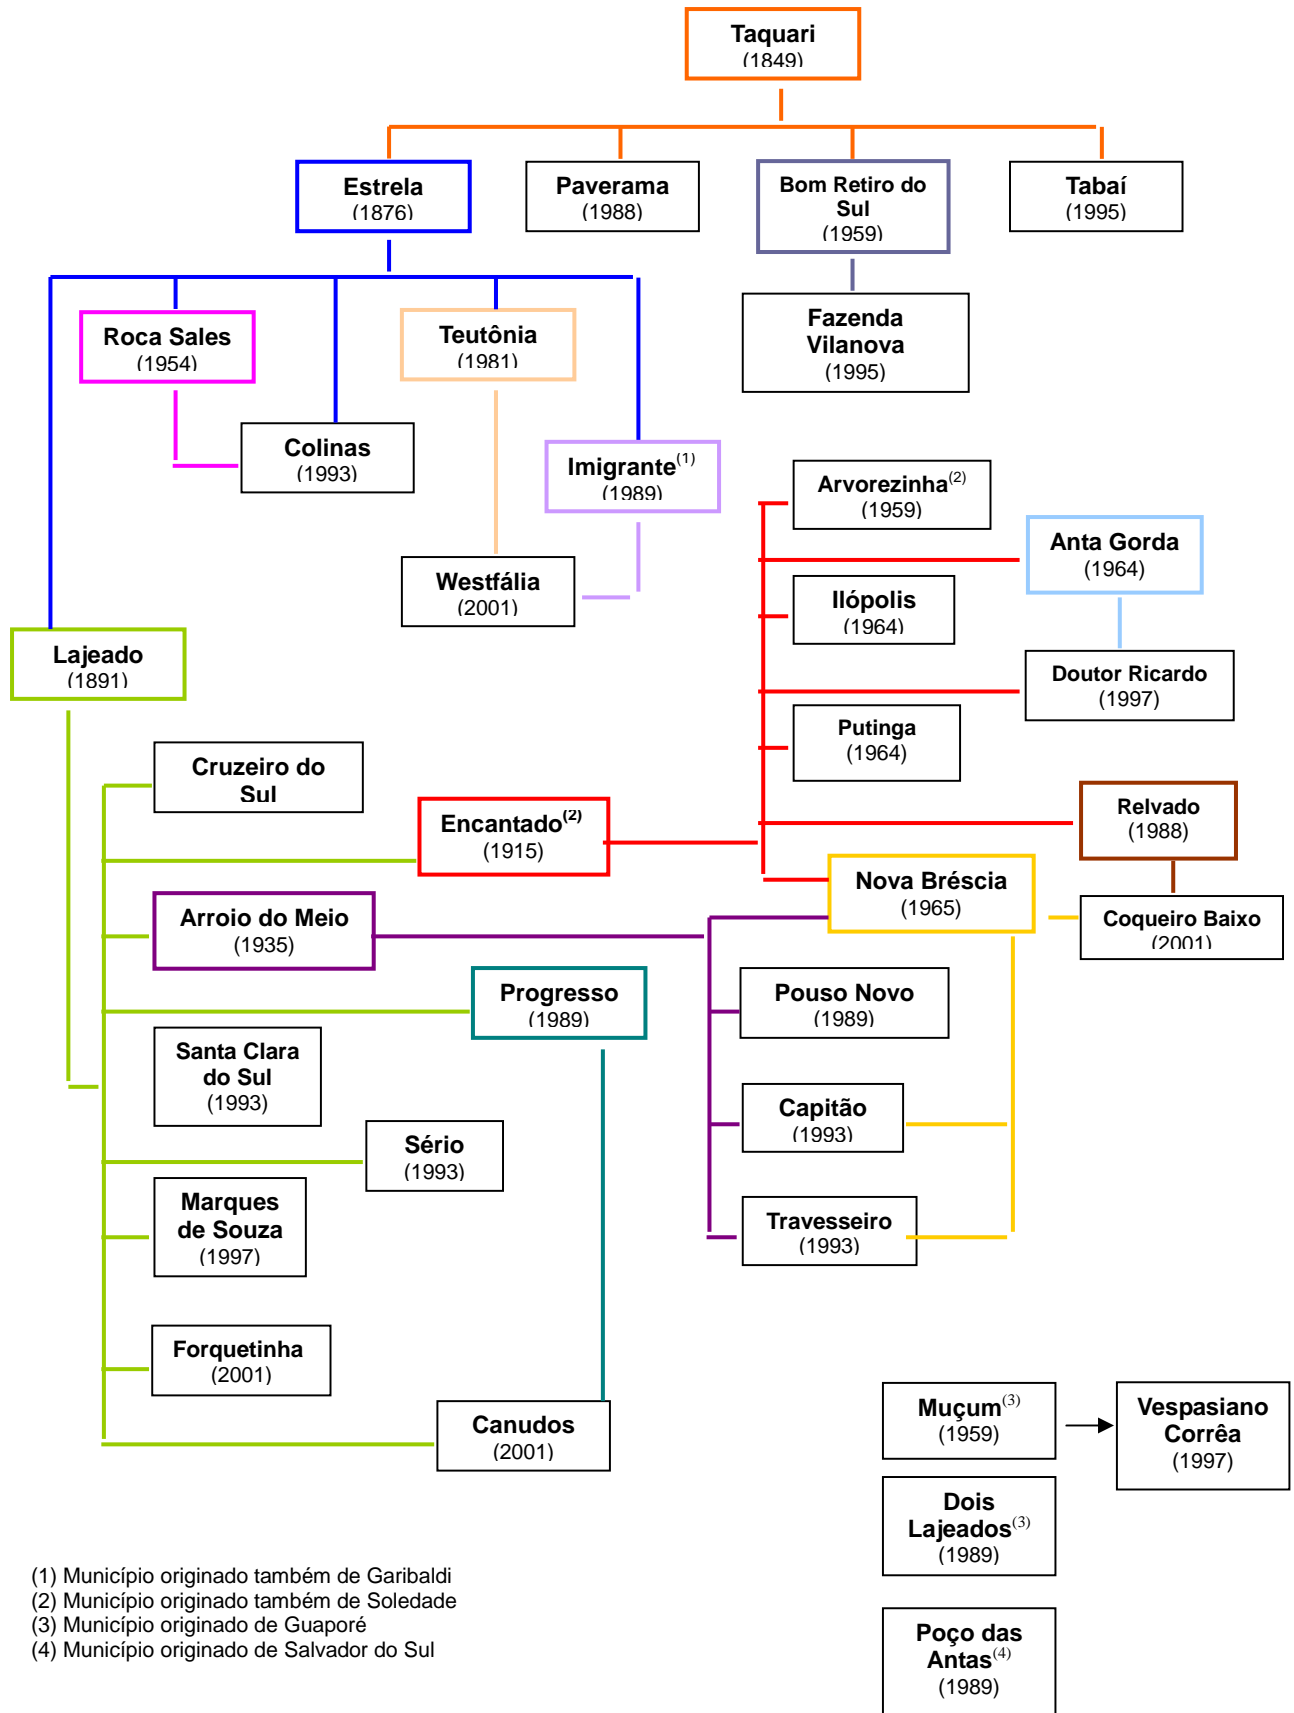 Taquari
(1849)
Estrela
(1876)
Paverama
(1988)
Bom Retiro do
Sul
(1959)
Tabaí
(1995)
Roca Sales
(1954)
Teutônia
(1981)
Fazenda
Vilanova
(1995)
Colinas
(1993)
Imigrante(1)
(1989)
Arvorezinha(2)
(1959)
Anta Gorda
(1964)
Westfália
(2001)
Ilópolis
(1964)
Lajeado
(1891)
Doutor Ricardo
(1997)
Putinga
(1964)
Cruzeiro do
Sul
Encantado(2)
(1915)
Relvado
(1988)
Nova Bréscia
(1965)
Arroio do Meio
(1935)
Coqueiro Baixo
(2001)
Progresso
(1989)
Pouso Novo
(1989)
Santa Clara
do Sul
(1993)
Capitão
(1993)
Sério
(1993)
Marques
de Souza
(1997)
Travesseiro
(1993)
Forquetinha
(2001)
Canudos
(2001)
Muçum(3)
(1959)
Vespasiano
Corrêa
(1997)
Dois
Lajeados(3)
(1989)
Poço das
Antas(4)
(1989)
(1) Município originado também de Garibaldi
(2) Município originado também de Soledade
(3) Município originado de Guaporé
(4) Município originado de Salvador do Sul